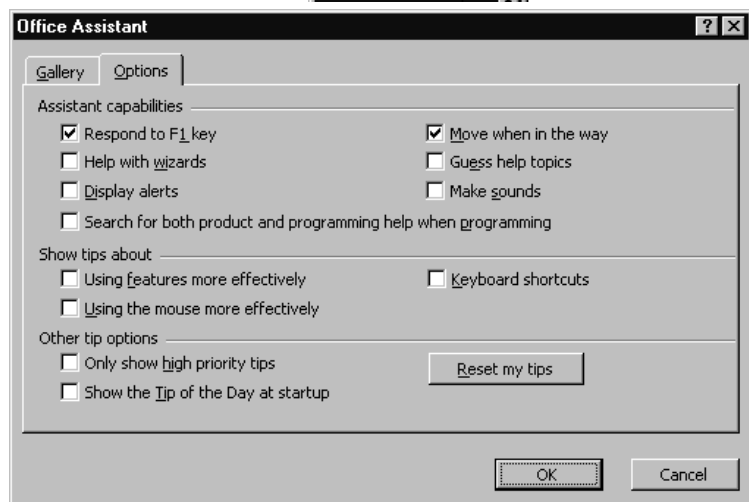 Office Assistant
Gallery Options
Assistant capabilities
Respond to F1 key Move when in the way
Help with wizards Guess help topics
Display alerts Make sounds
Search for both product and programming help when programming
Show tips about
Using features more effectively Keyboard shortcuts
Using the mouse more effectively
Other tip options
Only show high priority tips Reset my tips
Show the Tip of the Day at startup
OK Cancel